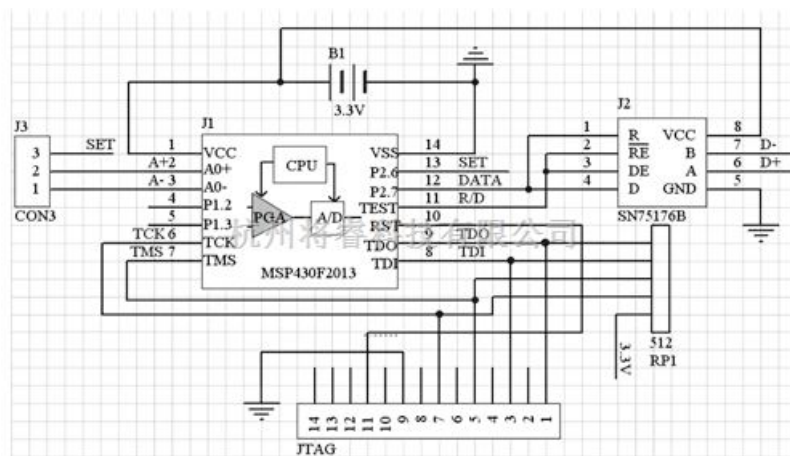 B1
3.3V
J1
J2
J3
3 SET
2 A+2
1 A- 3
CON3
1 VCC
A0+
A0-
4 P1.2
5 P1.3
TCK 6 TCK
TMS 7 TMS
CPU
PGA
A/D
MSP430F2013
VSS 14
P2.6 13 SET
P2.7 12 DATA
TEST 11 R/D
RST 10
TDO 9 TDO
TDI 8 TDI
1 R VCC 8
2 RE B 7 D-
3 DE A 6 D+
4 D GND 5
SN75176B
杭州将睿科技有限公司
512
RP1
3.3V
14 13 12 11 10 9 8 7 6 5 4 3 2 1
JTAG